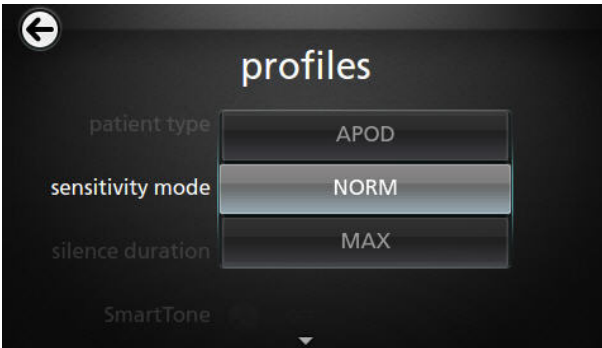 profiles
patient type
APOD
sensitivity mode
NORM
silence duration
MAX
SmartTone